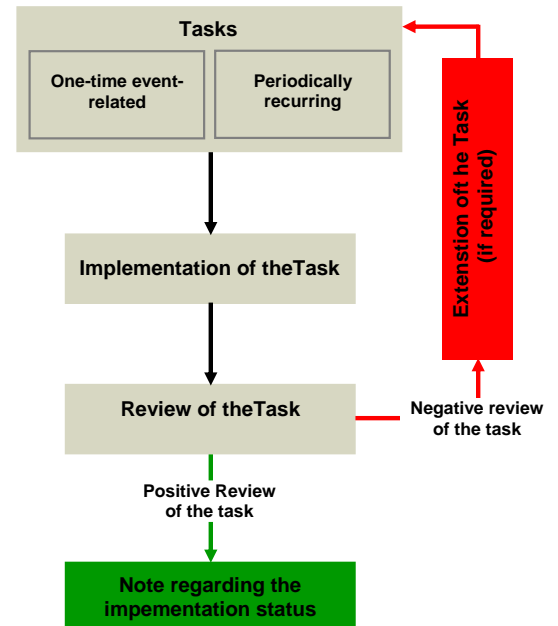 Tasks
One-time event-
related
Periodically
recurring
Implementation of theTask
Review of theTask
Extenstion oft he Task
(if required)
Negative review
of the task
Positive Review
of the task
Note regarding the
impementation status